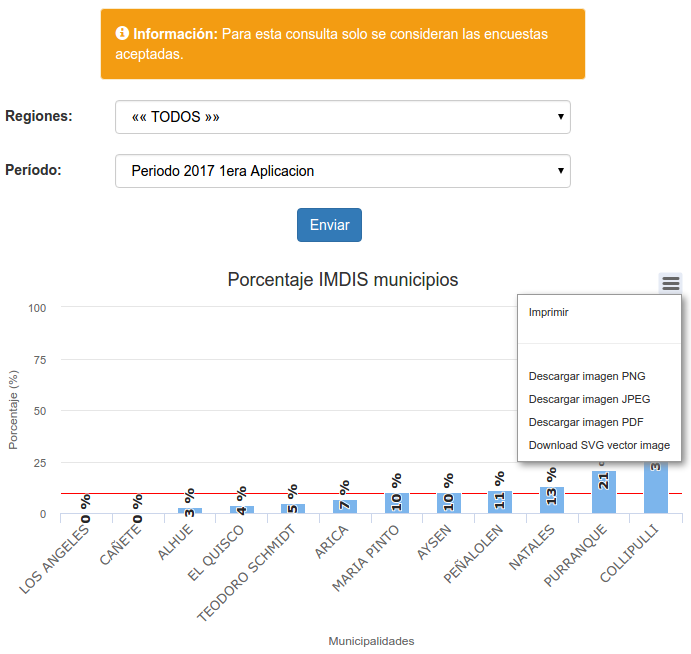 Información: Para esta consulta solo se consideran las encuestas
aceptadas.
Regiones:
«« TODOS »»
Período:
Periodo 2017 1era Aplicacion
Enviar
Porcentaje IMDIS municipios
Imprimir
Descargar imagen PNG
Descargar imagen JPEG
Descargar imagen PDF
Download SVG vector image
Porcentaje (%)
100
75
50
25
0
0 %
0 %
3 %
4 %
5 %
7 %
10 %
10 %
11 %
13 %
21
LOS ANGELES
CAÑETE
ALHUE
EL QUISCO
TEODORO SCHMIDT
ARICA
MARIA PINTO
AYSEN
PEÑALOLEN
NATALES
PURRANQUE
COLLIPULLI
Municipalidades